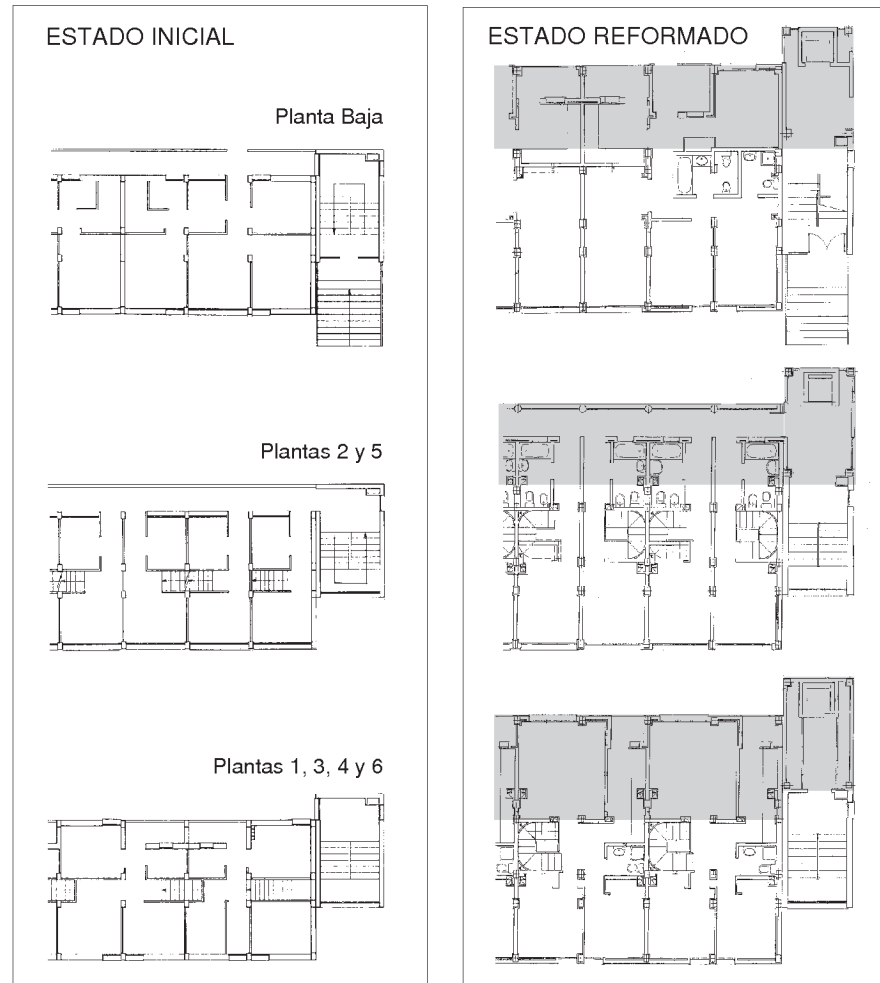 ESTADO INICIAL
Planta Baja
Plantas 2 y 5
Plantas 1, 3, 4 y 6
ESTADO REFORMADO